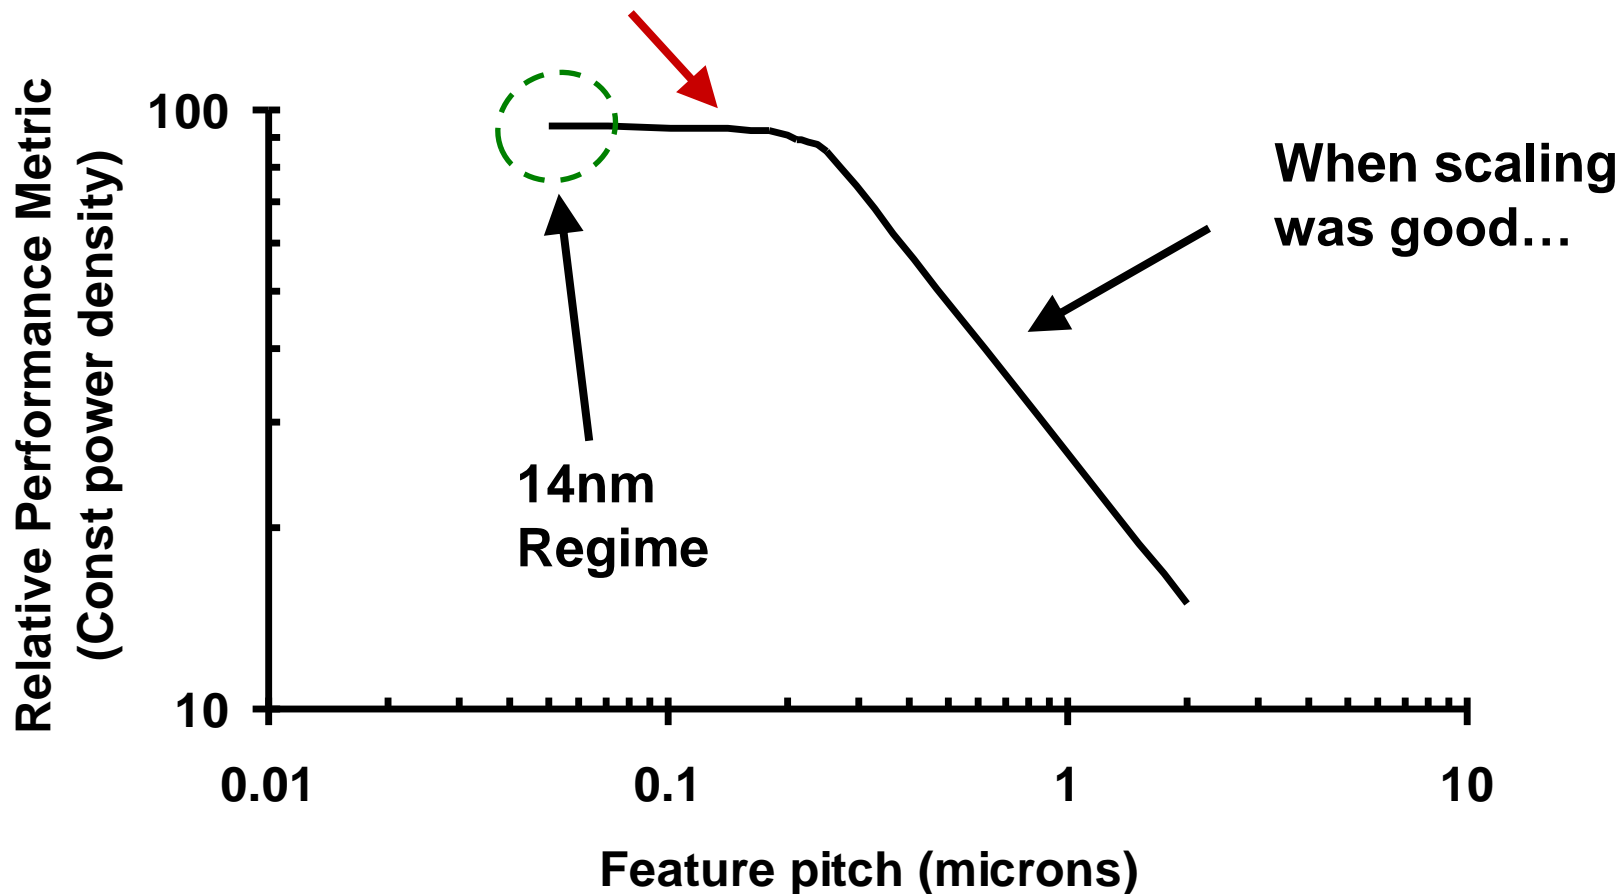 Relative Performance Metric
(Const power density)
100
10
When scaling
was good…
14nm
Regime
0.01
0.1
1
10
Feature pitch (microns)